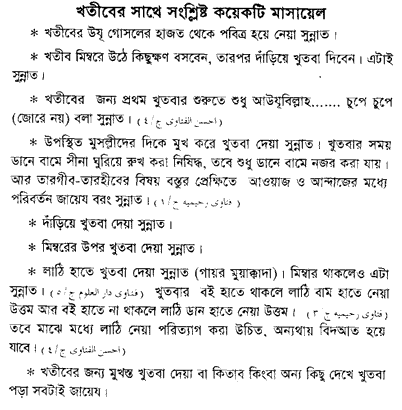 খতীবের সাথে সংশ্লিষ্ট কয়েকটি মাসায়েল
* খতীবের উযূ গোসলের হাজত থেকে পবিত্র হয়ে নেয়া সুন্নাত।
* খতীব মিম্বরে উঠে কিছুক্ষণ বসবেন, তারপর দাঁড়িয়ে খুতবা দিবেন। এটাই
সুন্নাত।
* খতীবের জন্য প্রথম খুতবার শুরুতে শুধু আউযূবিল্লাহ....... চুপে চুপে
(জোরে নয়) বলা সুন্নাত। (احسن الفتاوى ج/٤)
* উপস্থিত মুসল্লীদের দিকে মুখ করে খুতবা দেয়া সুন্নাত। খুতবার সময়
ডানে বামে সীনা ঘুরিয়ে রুখ কর! নিষিদ্ধ, তবে শুধু ডানে বামে নজর করা যায়।
আর তারগীব-তারহীবের বিষয় বস্তুর প্রেক্ষিতে আওয়াজ ও আন্দাজের মধ্যে
পরিবর্তন জায়েয বরং সুন্নাত। (فتاوى رحيميه ج/١)
* দাঁড়িয়ে খুতবা দেয়া সুন্নাত।
* মিম্বরের উপর খুতবা দেয়া সুন্নাত।
* লাঠি হাতে খুতবা দেয়া সুন্নাত (গায়র মুয়াক্কাদা)। মিম্বার থাকলেও এটা
সুন্নাত। (فتاوى دار العلوم ج/٥) খুতবার বই হাতে থাকলে লাঠি বাম হাতে নেয়া
উত্তম আর বই হাতে না থাকলে লাঠি ডান হাতে নেয়া উত্তম। (فتاوى رحيميه ج ٣)
তবে মাঝে মধ্যে লাঠি নেয়া পরিত্যাগ করা উচিত, অন্যথায় বিদআত হয়ে
যাবে। (احسن الفتاوى ج/٤)
* খতীবের জন্য মুখস্ত খুতবা দেয়া বা কিতাব কিংবা অন্য কিছু দেখে খুতবা
পড়া সবটাই জায়েয।